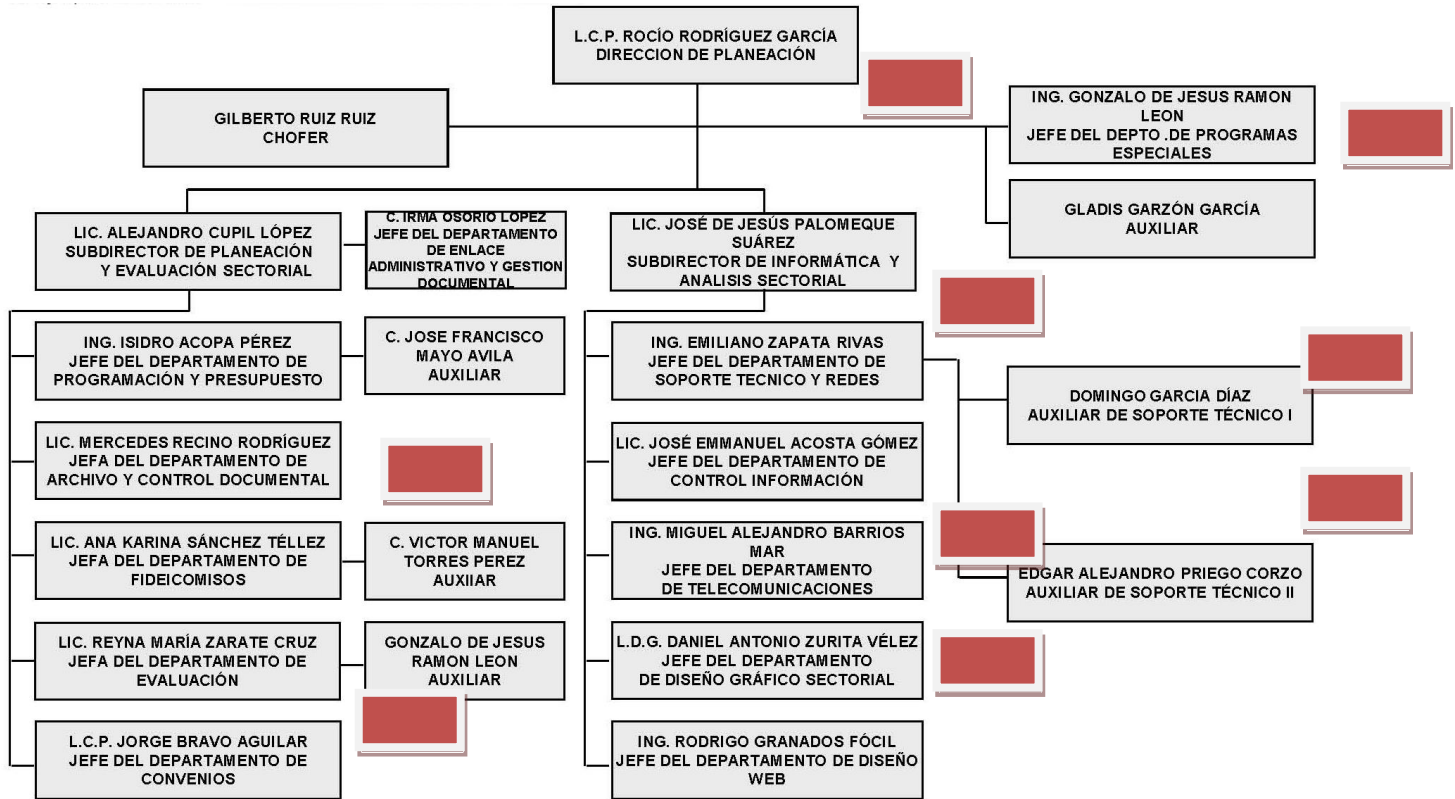 L.C.P. ROCÍO RODRÍGUEZ GARCÍA
DIRECCION DE PLANEACIÓN
GILBERTO RUIZ RUIZ
CHOFER
ING. GONZALO DE JESUS RAMON
LEON
JEFE DEL DEPTO .DE PROGRAMAS
ESPECIALES
GLADIS GARZÓN GARCÍA
AUXILIAR
LIC. ALEJANDRO CUPIL LÓPEZ
SUBDIRECTOR DE PLANEACIÓN
Y EVALUACIÓN SECTORIAL
C. IRMA OSORIO LOPEZ
JEFE DEL DEPARTAMENTO
DE ENLACE
ADMINISTRATIVO Y GESTION
DOCUMENTAL
LIC. JOSÉ DE JESÚS PALOMEQUE
SUÁREZ
SUBDIRECTOR DE INFORMÁTICA Y
ANALISIS SECTORIAL
ING. ISIDRO ACOPA PÉREZ
JEFE DEL DEPARTAMENTO DE
PROGRAMACIÓN Y PRESUPUESTO
C. JOSE FRANCISCO
MAYO AVILA
AUXILIAR
ING. EMILIANO ZAPATA RIVAS
JEFE DEL DEPARTAMENTO DE
SOPORTE TECNICO Y REDES
DOMINGO GARCIA DÍAZ
AUXILIAR DE SOPORTE TÉCNICO I
LIC. MERCEDES RECINO RODRÍGUEZ
JEFA DEL DEPARTAMENTO DE
ARCHIVO Y CONTROL DOCUMENTAL
LIC. JOSÉ EMMANUEL ACOSTA GÓMEZ
JEFE DEL DEPARTAMENTO DE
CONTROL INFORMACIÓN
LIC. ANA KARINA SÁNCHEZ TÉLLEZ
JEFA DEL DEPARTAMENTO DE
FIDEICOMISOS
C. VICTOR MANUEL
TORRES PEREZ
AUXIIAR
ING. MIGUEL ALEJANDRO BARRIOS
MAR
JEFE DEL DEPARTAMENTO
DE TELECOMUNICACIONES
EDGAR ALEJANDRO PRIEGO CORZO
AUXILIAR DE SOPORTE TÉCNICO II
LIC. REYNA MARÍA ZARATE CRUZ
JEFA DEL DEPARTAMENTO DE
EVALUACIÓN
GONZALO DE JESUS
RAMON LEON
AUXILIAR
L.D.G. DANIEL ANTONIO ZURITA VÉLEZ
JEFE DEL DEPARTAMENTO
DE DISEÑO GRÁFICO SECTORIAL
L.C.P. JORGE BRAVO AGUILAR
JEFE DEL DEPARTAMENTO DE
CONVENIOS
ING. RODRIGO GRANADOS FÓCIL
JEFE DEL DEPARTAMENTO DE DISEÑO
WEB